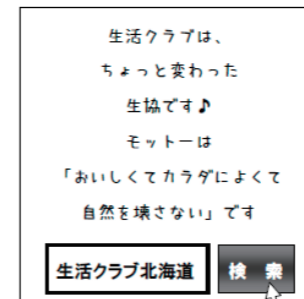 生活クラブは、
ちょっと変わった
生協です♪
モットーは
「おいしくてカラダによくて
自然を壊さない」です
生活クラブ北海道 検 索